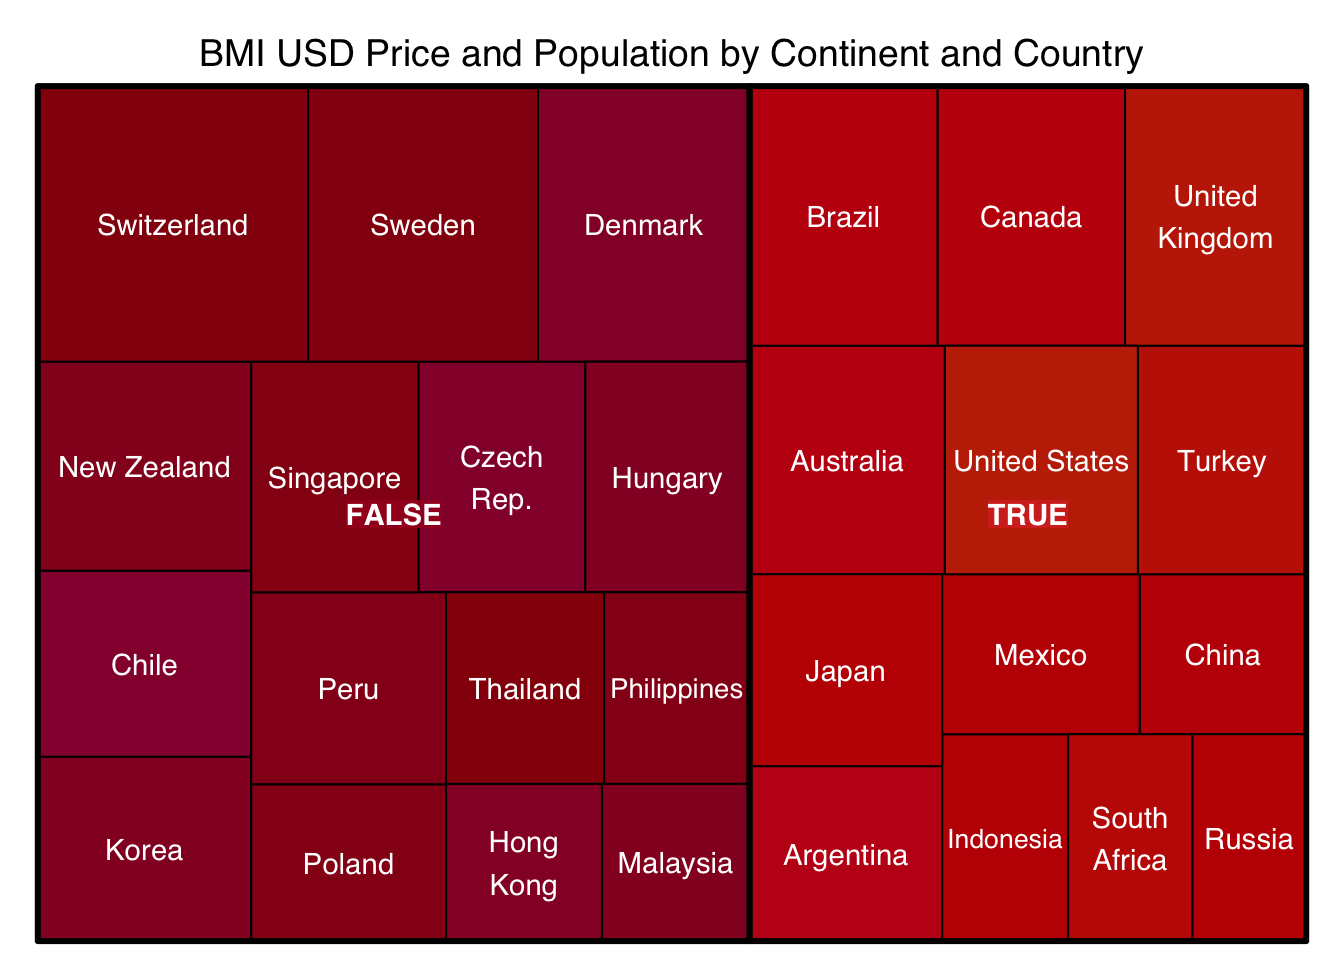 BMI USD Price and Population by Continent and Country
Switzerland
Sweden
Denmark
Brazil
Canada
United
Kingdom
New Zealand
Singapore
Czech
Rep.
Hungary
FALSE
Australia
United States
Turkey
TRUE
Chile
Peru
Thailand
Philippines
Japan
Mexico
China
Korea
Poland
Hong
Kong
Malaysia
Argentina
Indonesia
South
Africa
Russia